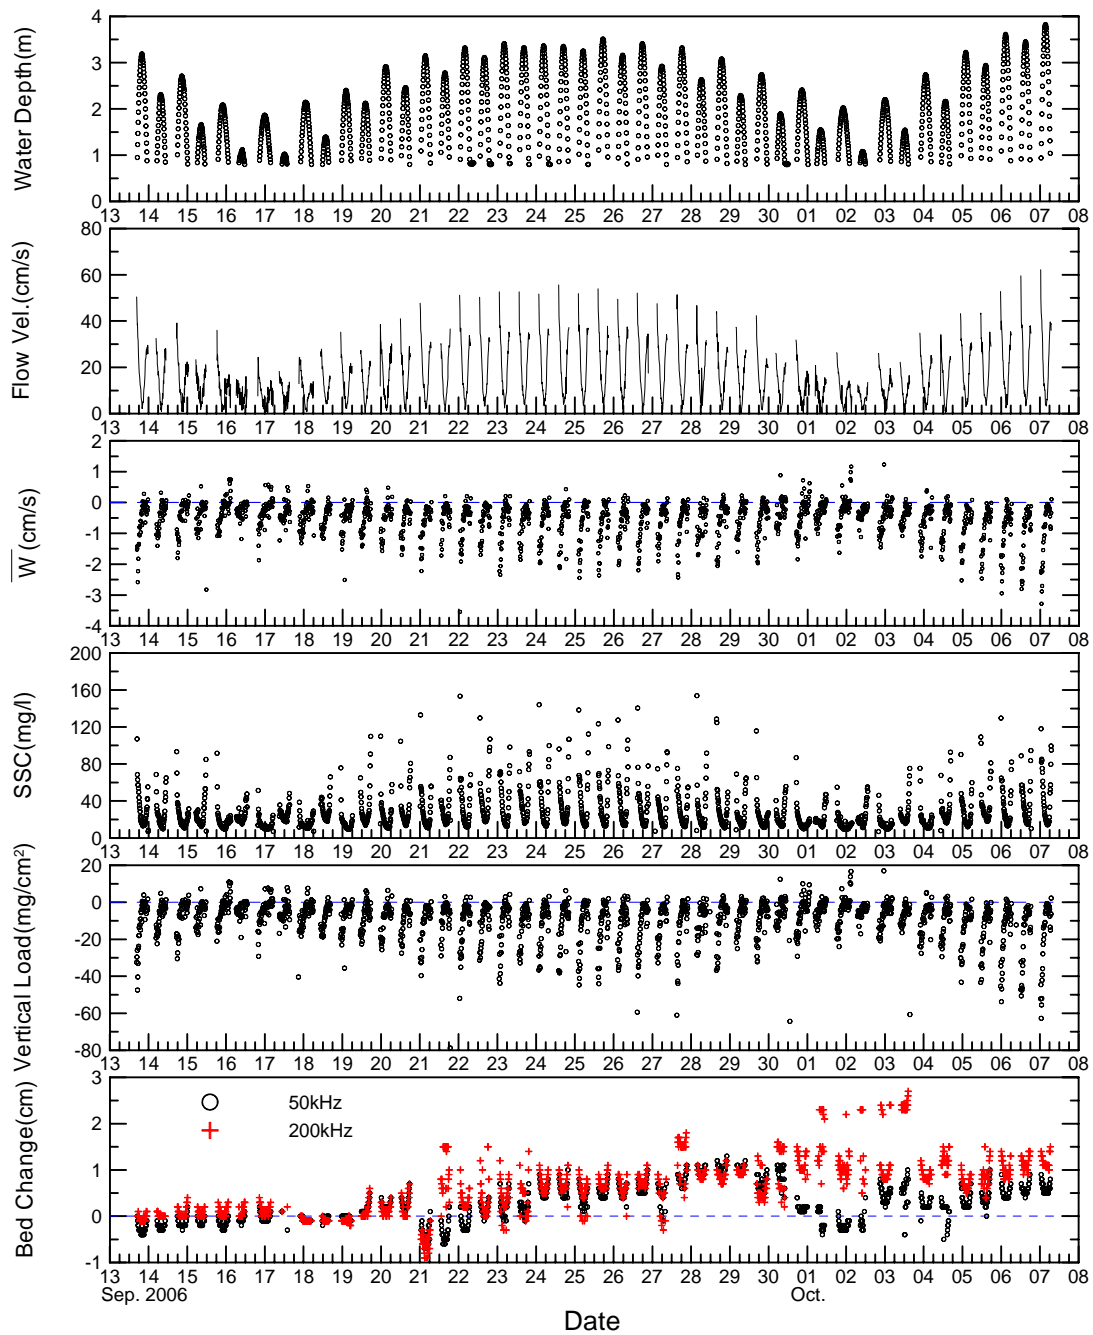 Water Depth(m)
4
3
2
1
0
13 14 15 16 17 18 19 20 21 22 23 24 25 26 27 28 29 30 01 02 03 04 05 06 07 08
Flow Vel.(cm/s)
80
60
40
20
0
13 14 15 16 17 18 19 20 21 22 23 24 25 26 27 28 29 30 01 02 03 04 05 06 07 08
W(cm/s)
2
1
0
-1
-2
-3
-4
13 14 15 16 17 18 19 20 21 22 23 24 25 26 27 28 29 30 01 02 03 04 05 06 07 08
SSC(mg/l)
200
160
120
80
40
0
13 14 15 16 17 18 19 20 21 22 23 24 25 26 27 28 29 30 01 02 03 04 05 06 07 08
Vertical Load(mg/cm²)
20
0
-20
-40
-60
-80
13 14 15 16 17 18 19 20 21 22 23 24 25 26 27 28 29 30 01 02 03 04 05 06 07 08
Bed Change(cm)
3
2
1
0
-1
50kHz
200kHz
13 14 15 16 17 18 19 20 21 22 23 24 25 26 27 28 29 30 01 02 03 04 05 06 07 08
Sep. 2006 Oct.
Date